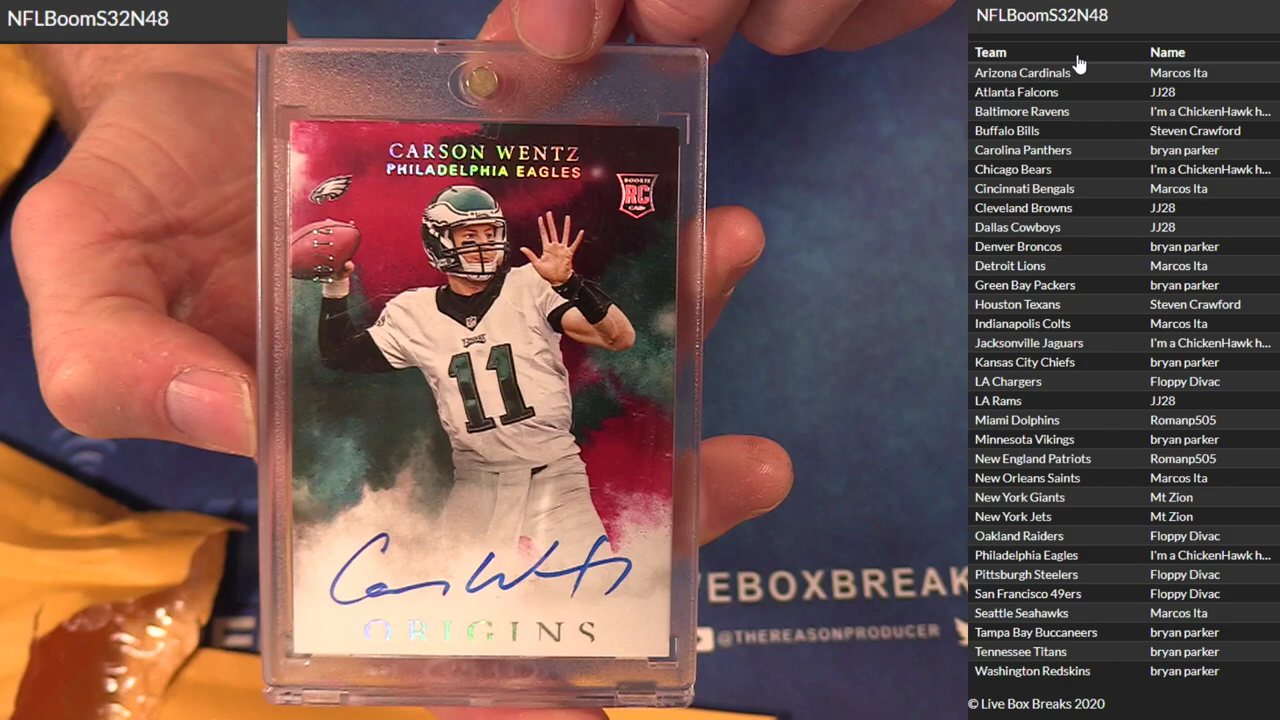 NFLBoomS32N48
CARSON WENTZ
PHILADELPHIA EAGLES
ROOKIE
RC
CARD
11
ORIGINS
EBOXBREAK
@THEREASONPRODUCER
NFLBoomS32N48
Team Name
Arizona Cardinals Marcos Ita
Atlanta Falcons JJ28
Baltimore Ravens I'm a ChickenHawk h...
Buffalo Bills Steven Crawford
Carolina Panthers bryan parker
Chicago Bears I'm a ChickenHawk h...
Cincinnati Bengals Marcos Ita
Cleveland Browns JJ28
Dallas Cowboys JJ28
Denver Broncos bryan parker
Detroit Lions Marcos Ita
Green Bay Packers bryan parker
Houston Texans Steven Crawford
Indianapolis Colts Marcos Ita
Jacksonville Jaguars I'm a ChickenHawk h...
Kansas City Chiefs bryan parker
LA Chargers Floppy Divac
LA Rams JJ28
Miami Dolphins Romanp505
Minnesota Vikings bryan parker
New England Patriots Romanp505
New Orleans Saints Marcos Ita
New York Giants Mt Zion
New York Jets Mt Zion
Oakland Raiders Floppy Divac
Philadelphia Eagles I'm a ChickenHawk h...
Pittsburgh Steelers Floppy Divac
San Francisco 49ers Floppy Divac
Seattle Seahawks Marcos Ita
Tampa Bay Buccaneers bryan parker
Tennessee Titans bryan parker
Washington Redskins bryan parker
© Live Box Breaks 2020